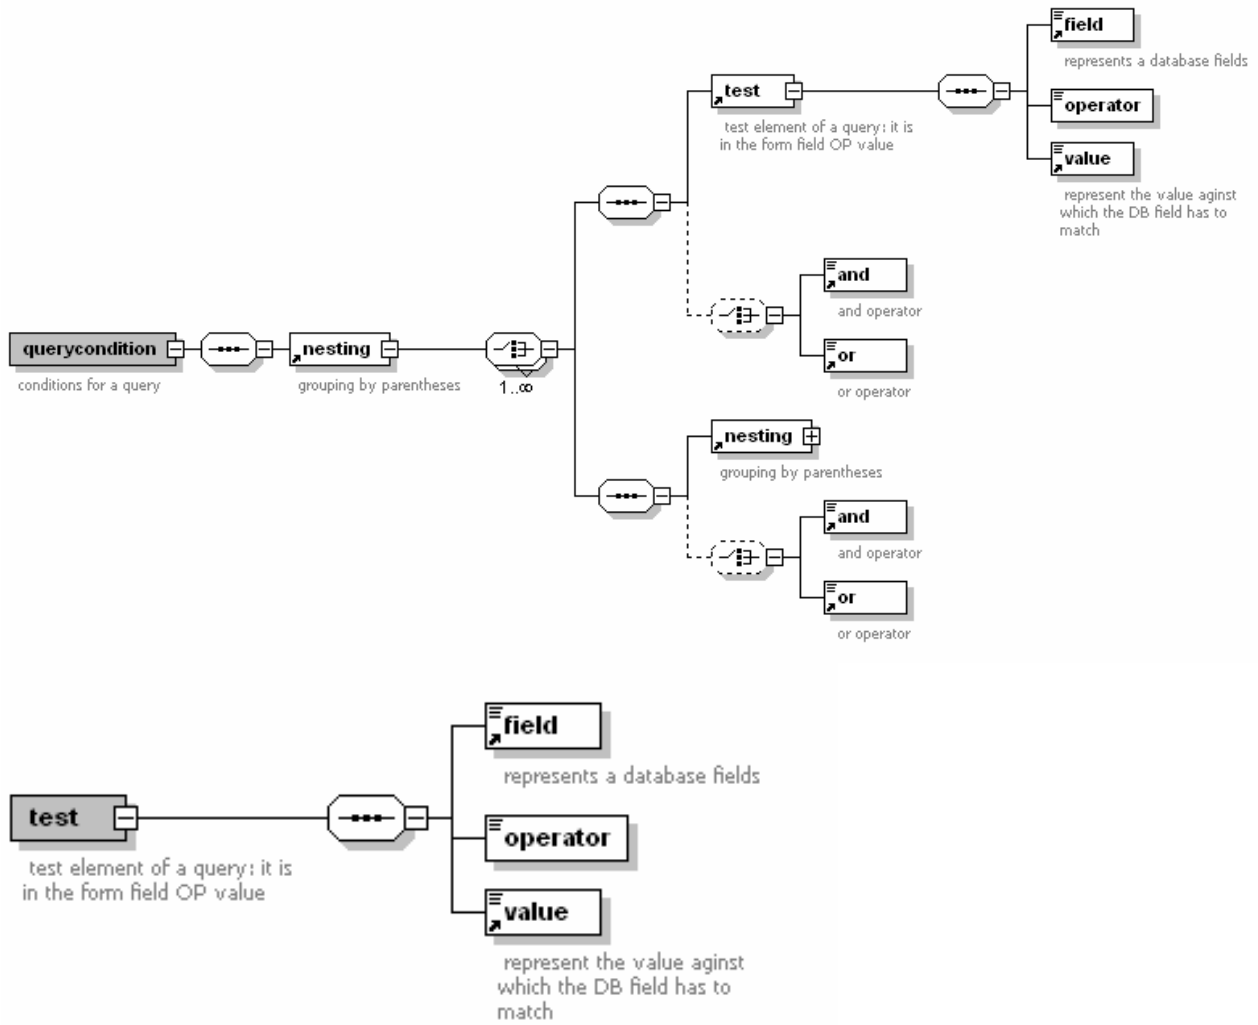 field
represents a database fields
test
test element of a query: it is
in the form field OP value
operator
value
represent the value aginst
which the DB field has to
match
and
and operator
or
or operator
querycondition
conditions for a query
nesting
grouping by parentheses
1..∞
nesting
grouping by parentheses
and
and operator
or
or operator
field
represents a database fields
test
test element of a query: it is
in the form field OP value
operator
value
represent the value aginst
which the DB field has to
match